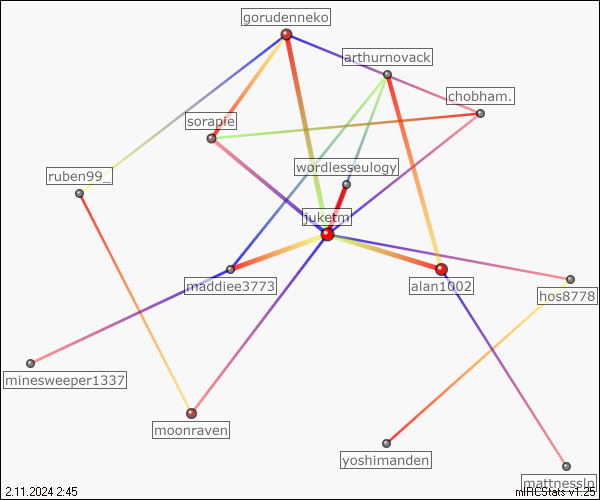 gorudenneko
arthurnovack
chobham.
sorapie
wordlesseulogy
ruben99_
juketm
maddiee3773
alan1002
hos8778
minesweeper1337
moonraven
yoshimanden
mattnesslp
2.11.2024 2:45
mIRCStats v1.25